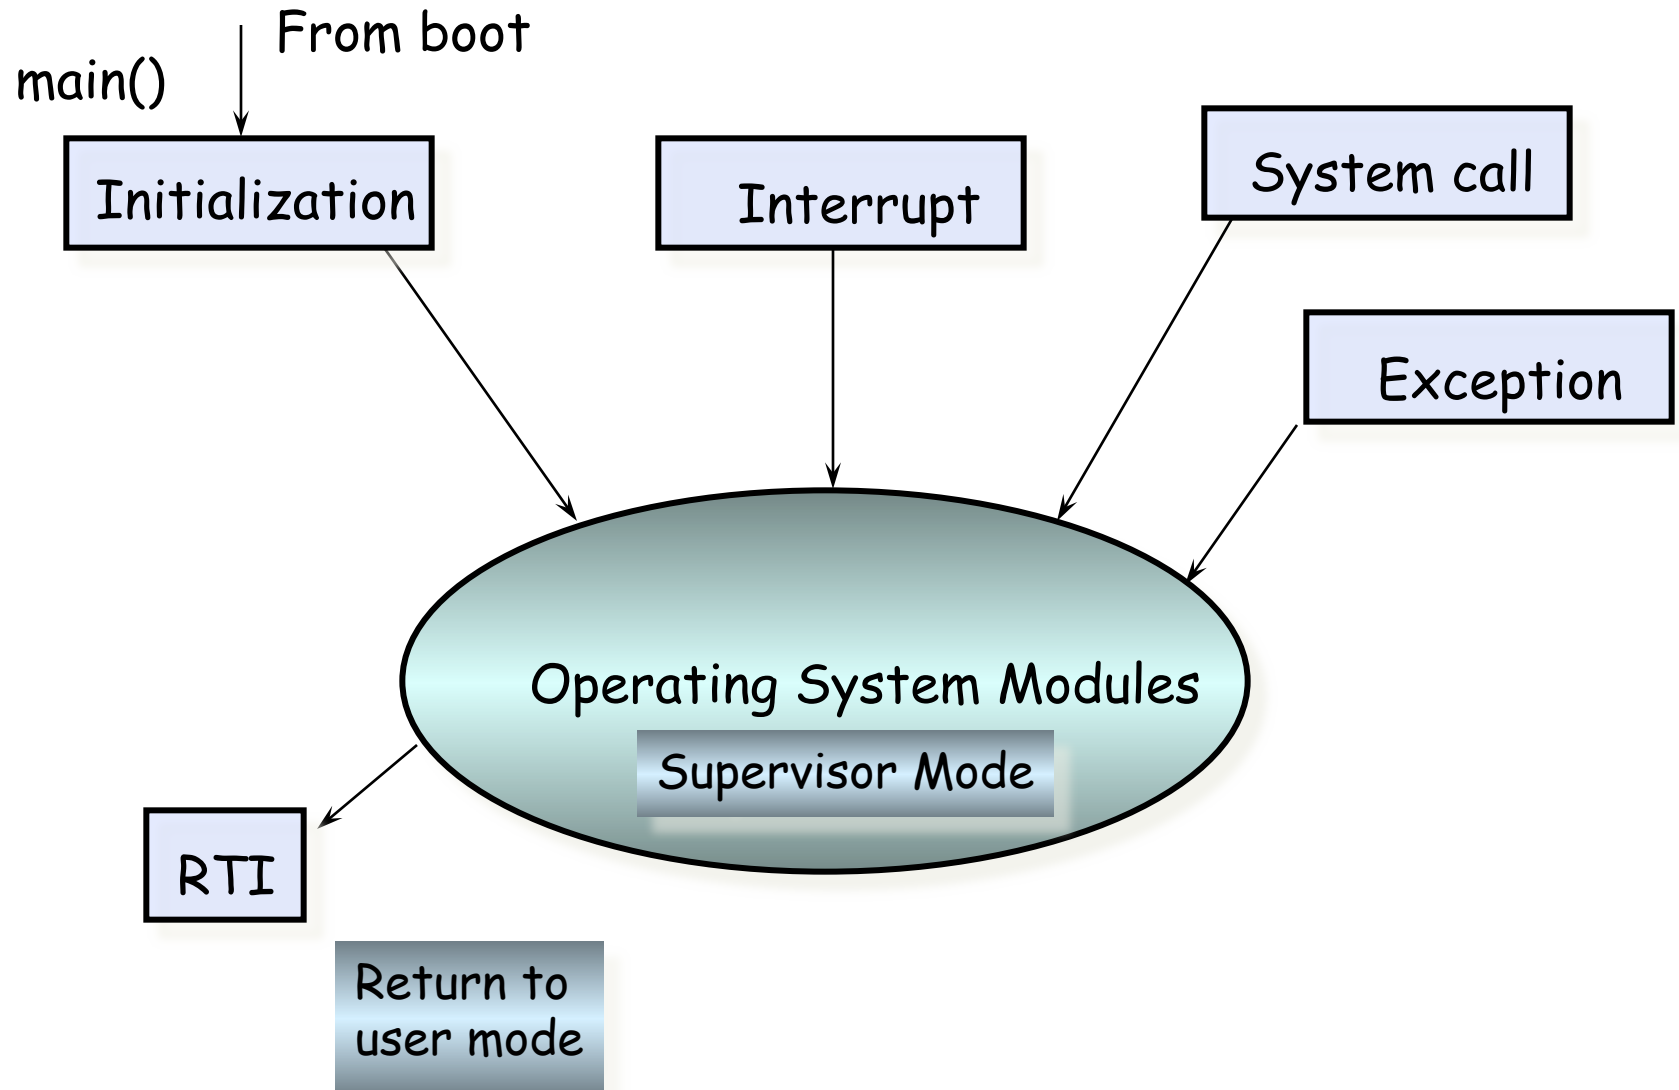 From boot
main()
Initialization
Interrupt
System call
Exception
Operating System Modules
Supervisor Mode
RTI
Return to
user mode